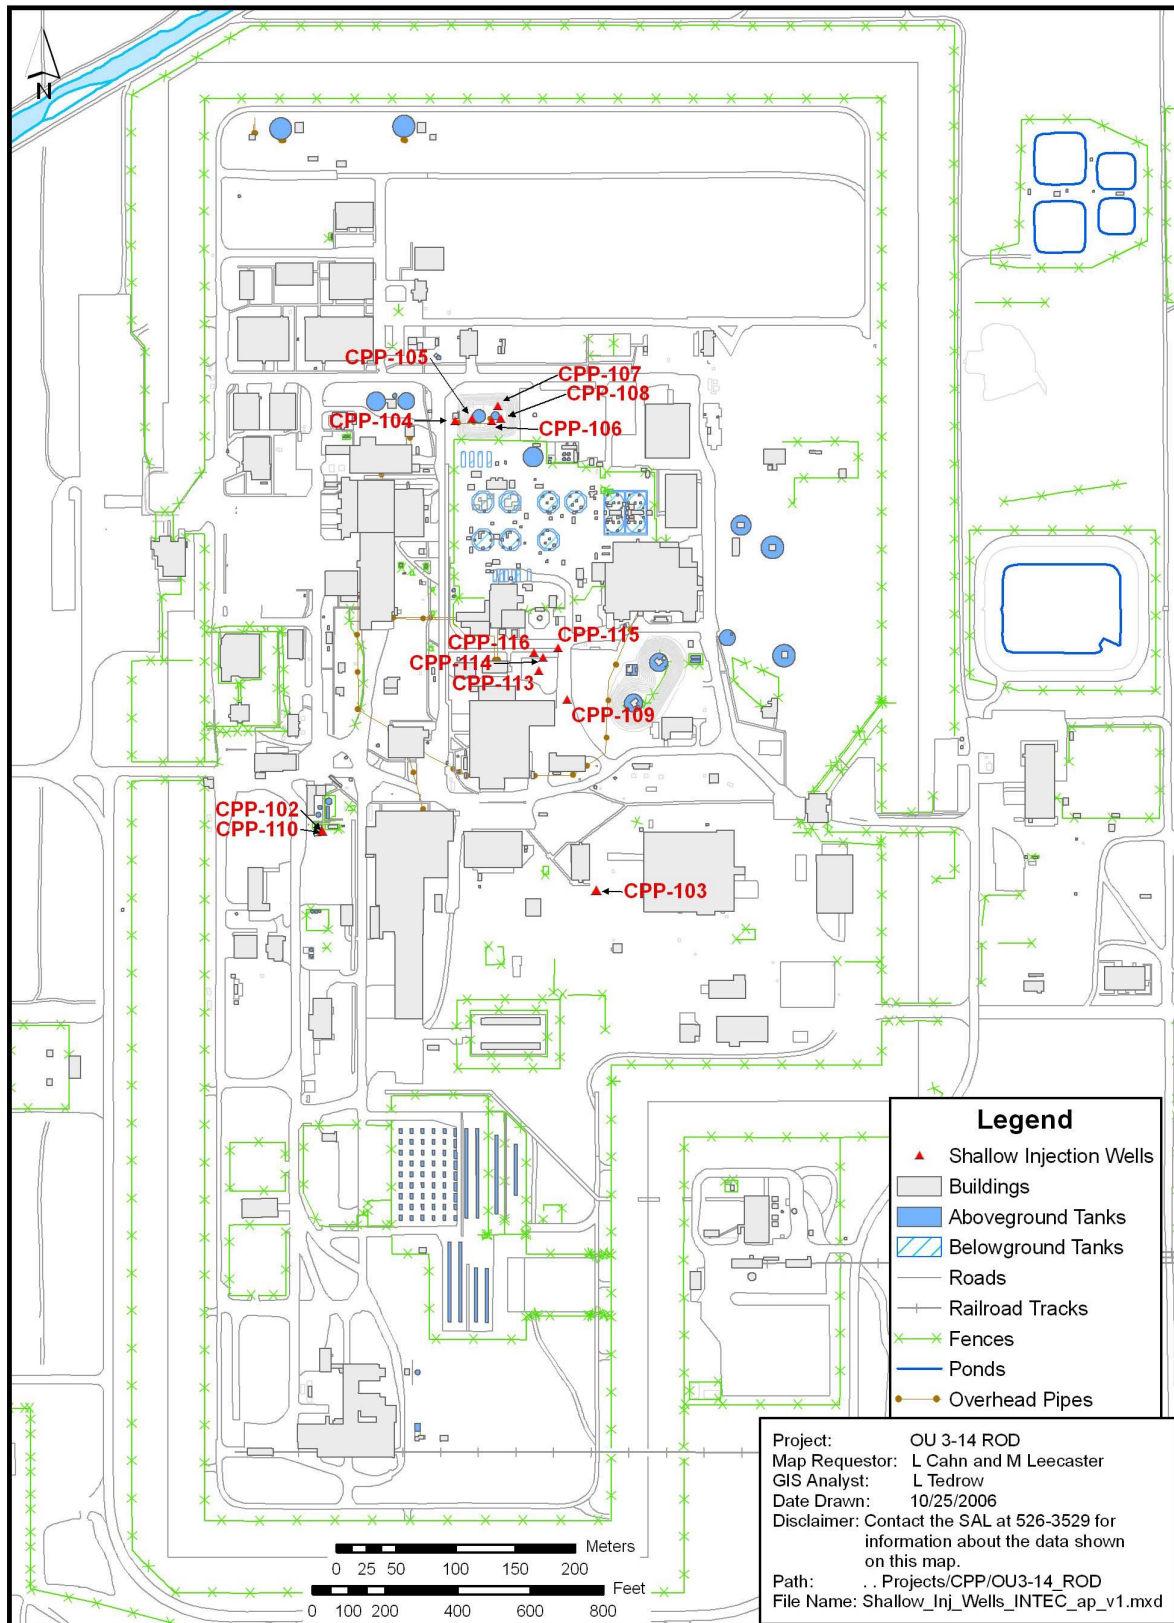 N
CPP-105
CPP-107
CPP-108
CPP-104
CPP-106
CPP-115
CPP-116
CPP-114
CPP-113
CPP-109
CPP-102
CPP-110
CPP-103
Legend
Shallow Injection Wells
Buildings
Aboveground Tanks
Belowground Tanks
Roads
Railroad Tracks
Fences
Ponds
Overhead Pipes
Project: OU 3-14 ROD
Map Requestor: L Cahn and M Leecaster
GIS Analyst: L Tedrow
Date Drawn: 10/25/2006
Disclaimer: Contact the SAL at 526-3529 for
information about the data shown
on this map.
Path: . . Projects/CPP/OU3-14_ROD
File Name: Shallow_Inj_Wells_INTEC_ap_v1.mxd
Meters
0 25 50 100 150 200
Feet
0 100 200 400 600 800